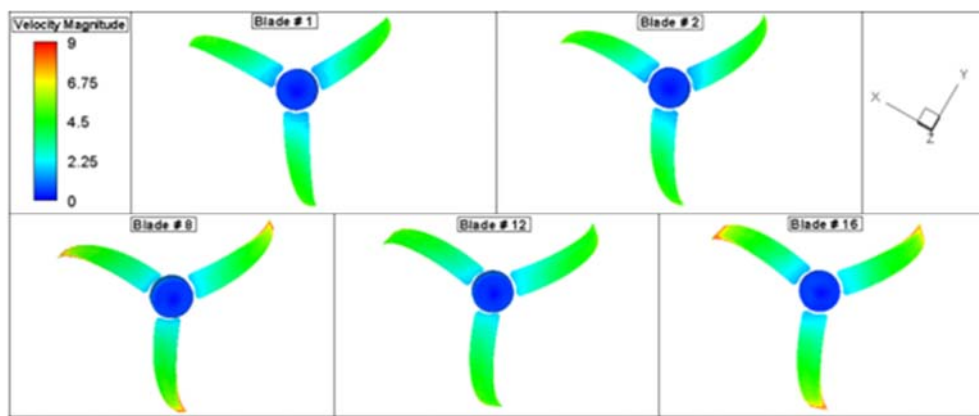 Velocity Magnitude
9
6.75
4.5
2.25
0
Blade # 1
Blade # 2
X
Y
Z
Blade # 8
Blade # 12
Blade # 16